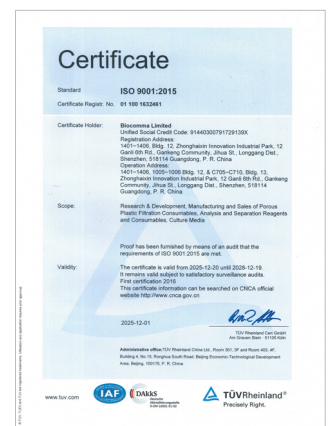 Certificate
Standard ISO 9001:2015
Certificate Registr. No. 01 100 1632461
Certificate Holder: Biocomma Limited
Unified Social Credit Code: 91440300791729139X
Registration Address:
1401–1406, Bldg. 12, Zhonghaixin Innovation Industrial Park, 12
Ganli 6th Rd., Gankeng Community, Jihua St., Longgang Dist.,
Shenzhen, 518114 Guangdong, P. R. China
Operation Address:
1401–1406, 1005–1006 Bldg. 12, & C705–C710, Bldg. 13,
Zhonghaixin Innovation Industrial Park, 12 Ganli 6th Rd., Gankeng
Community, Jihua St., Longgang Dist., Shenzhen, 518114
Guangdong, P. R. China
Scope: Research & Development, Manufacturing and Sales of Porous
Plastic Filtration Consumables, Analysis and Separation Reagents
and Consumables, Culture Media
Proof has been furnished by means of an audit that the
requirements of ISO 9001:2015 are met.
Validity: The certificate is valid from 2025-12-20 until 2028-12-19.
It remains valid subject to satisfactory surveillance audits.
First certification 2016
This certificate information can be searched on CNCA official
website http://www.cnca.gov.cn
2025-12-01
TÜV Rheinland Cert GmbH
Am Grauen Stein · 51105 Köln
Administrative office: TÜV Rheinland China Ltd., Room 301, 3F and Room 402, 4F,
Building 4, No.15, Ronghua South Road, Beijing Economic-Technological Development
Area, Beijing, 100176, P. R. China
www.tuv.com
IAF
DAkkS
Deutsche
Akkreditierungsstelle
TÜVRheinland®
Precisely Right.